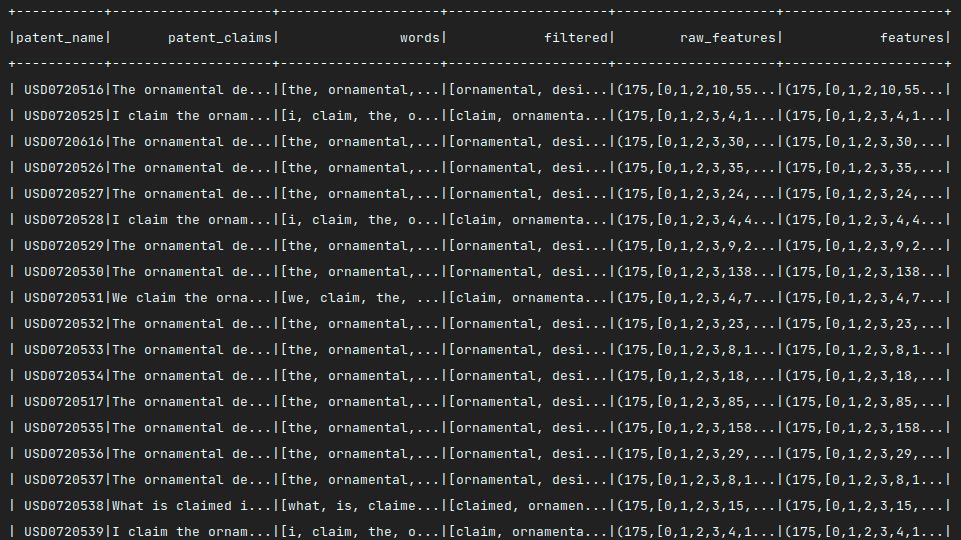 +-----------+--------------------+--------------------+--------------------+--------------------+--------------------+
|patent_name|       patent_claims|               words|            filtered|        raw_features|            features|
+-----------+--------------------+--------------------+--------------------+--------------------+--------------------+
| USD0720516|The ornamental de...|[the, ornamental,...|[ornamental, desi...|(175,[0,1,2,10,55...|(175,[0,1,2,10,55...|
| USD0720525|I claim the ornam...|[i, claim, the, o...|[claim, ornamenta...|(175,[0,1,2,3,4,1...|(175,[0,1,2,3,4,1...|
| USD0720616|The ornamental de...|[the, ornamental,...|[ornamental, desi...|(175,[0,1,2,3,30,...|(175,[0,1,2,3,30,...|
| USD0720526|The ornamental de...|[the, ornamental,...|[ornamental, desi...|(175,[0,1,2,3,35,...|(175,[0,1,2,3,35,...|
| USD0720527|The ornamental de...|[the, ornamental,...|[ornamental, desi...|(175,[0,1,2,3,24,...|(175,[0,1,2,3,24,...|
| USD0720528|I claim the ornam...|[i, claim, the, o...|[claim, ornamenta...|(175,[0,1,2,3,4,4...|(175,[0,1,2,3,4,4...|
| USD0720529|The ornamental de...|[the, ornamental,...|[ornamental, desi...|(175,[0,1,2,3,9,2...|(175,[0,1,2,3,9,2...|
| USD0720530|The ornamental de...|[the, ornamental,...|[ornamental, desi...|(175,[0,1,2,3,138...|(175,[0,1,2,3,138...|
| USD0720531|We claim the orna...|[we, claim, the, ...|[claim, ornamenta...|(175,[0,1,2,3,4,7...|(175,[0,1,2,3,4,7...|
| USD0720532|The ornamental de...|[the, ornamental,...|[ornamental, desi...|(175,[0,1,2,3,23,...|(175,[0,1,2,3,23,...|
| USD0720533|The ornamental de...|[the, ornamental,...|[ornamental, desi...|(175,[0,1,2,3,8,1...|(175,[0,1,2,3,8,1...|
| USD0720534|The ornamental de...|[the, ornamental,...|[ornamental, desi...|(175,[0,1,2,3,18,...|(175,[0,1,2,3,18,...|
| USD0720517|The ornamental de...|[the, ornamental,...|[ornamental, desi...|(175,[0,1,2,3,85,...|(175,[0,1,2,3,85,...|
| USD0720535|The ornamental de...|[the, ornamental,...|[ornamental, desi...|(175,[0,1,2,3,158...|(175,[0,1,2,3,158...|
| USD0720536|The ornamental de...|[the, ornamental,...|[ornamental, desi...|(175,[0,1,2,3,29,...|(175,[0,1,2,3,29,...|
| USD0720537|The ornamental de...|[the, ornamental,...|[ornamental, desi...|(175,[0,1,2,3,8,1...|(175,[0,1,2,3,8,1...|
| USD0720538|What is claimed i...|[what, is, claime...|[claimed, ornamen...|(175,[0,1,2,3,15,...|(175,[0,1,2,3,15,...|
| USD0720539|I claim the ornam...|[i, claim, the, o...|[claim, ornamenta...|(175,[0,1,2,3,4,1...|(175,[0,1,2,3,4,1...|